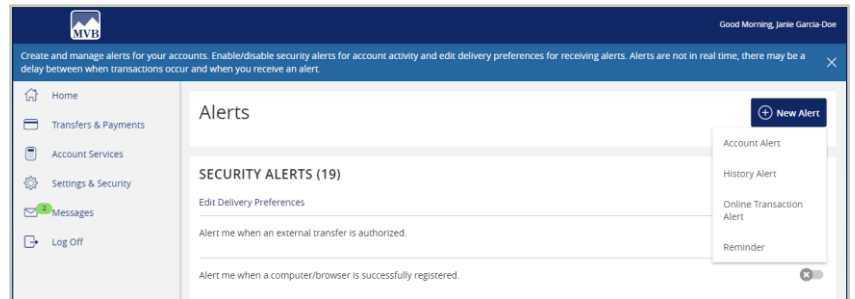 MVB
Good Morning, Janie Garcia-Doe
Create and manage alerts for your accounts. Enable/disable security alerts for account activity and edit delivery preferences for receiving alerts. Alerts are not in real time, there may be a
delay between when transactions occur and when you receive an alert.
Home
Transfers & Payments
Account Services
Settings & Security
2
Messages
Log Off
Alerts
New Alert
Account Alert
History Alert
Online Transaction
Alert
Reminder
SECURITY ALERTS (19)
Edit Delivery Preferences
Alert me when an external transfer is authorized.
Alert me when a computer/browser is successfully registered.